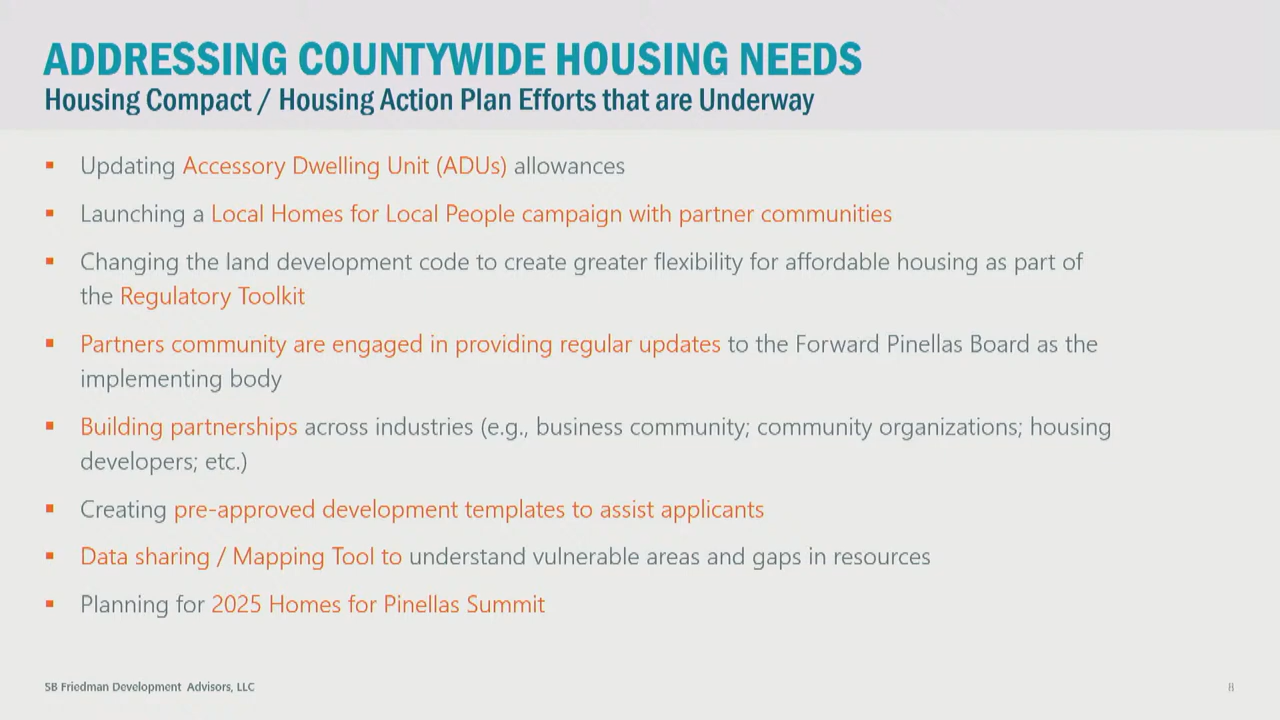 ADDRESSING COUNTYWIDE HOUSING NEEDS
Housing Compact / Housing Action Plan Efforts that are Underway
▪ Updating Accessory Dwelling Unit (ADUs) allowances
▪ Launching a Local Homes for Local People campaign with partner communities
▪ Changing the land development code to create greater flexibility for affordable housing as part of
the Regulatory Toolkit
▪ Partners community are engaged in providing regular updates to the Forward Pinellas Board as the
implementing body
▪ Building partnerships across industries (e.g., business community; community organizations; housing
developers; etc.)
▪ Creating pre-approved development templates to assist applicants
▪ Data sharing / Mapping Tool to understand vulnerable areas and gaps in resources
▪ Planning for 2025 Homes for Pinellas Summit
SB Friedman Development Advisors, LLC
8